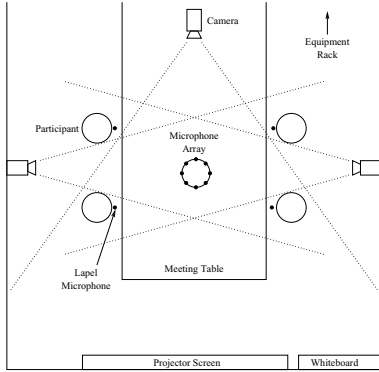 Camera
Equipment
Rack
Participant
Microphone
Array
Lapel
Microphone
Meeting Table
Projector Screen
Whiteboard